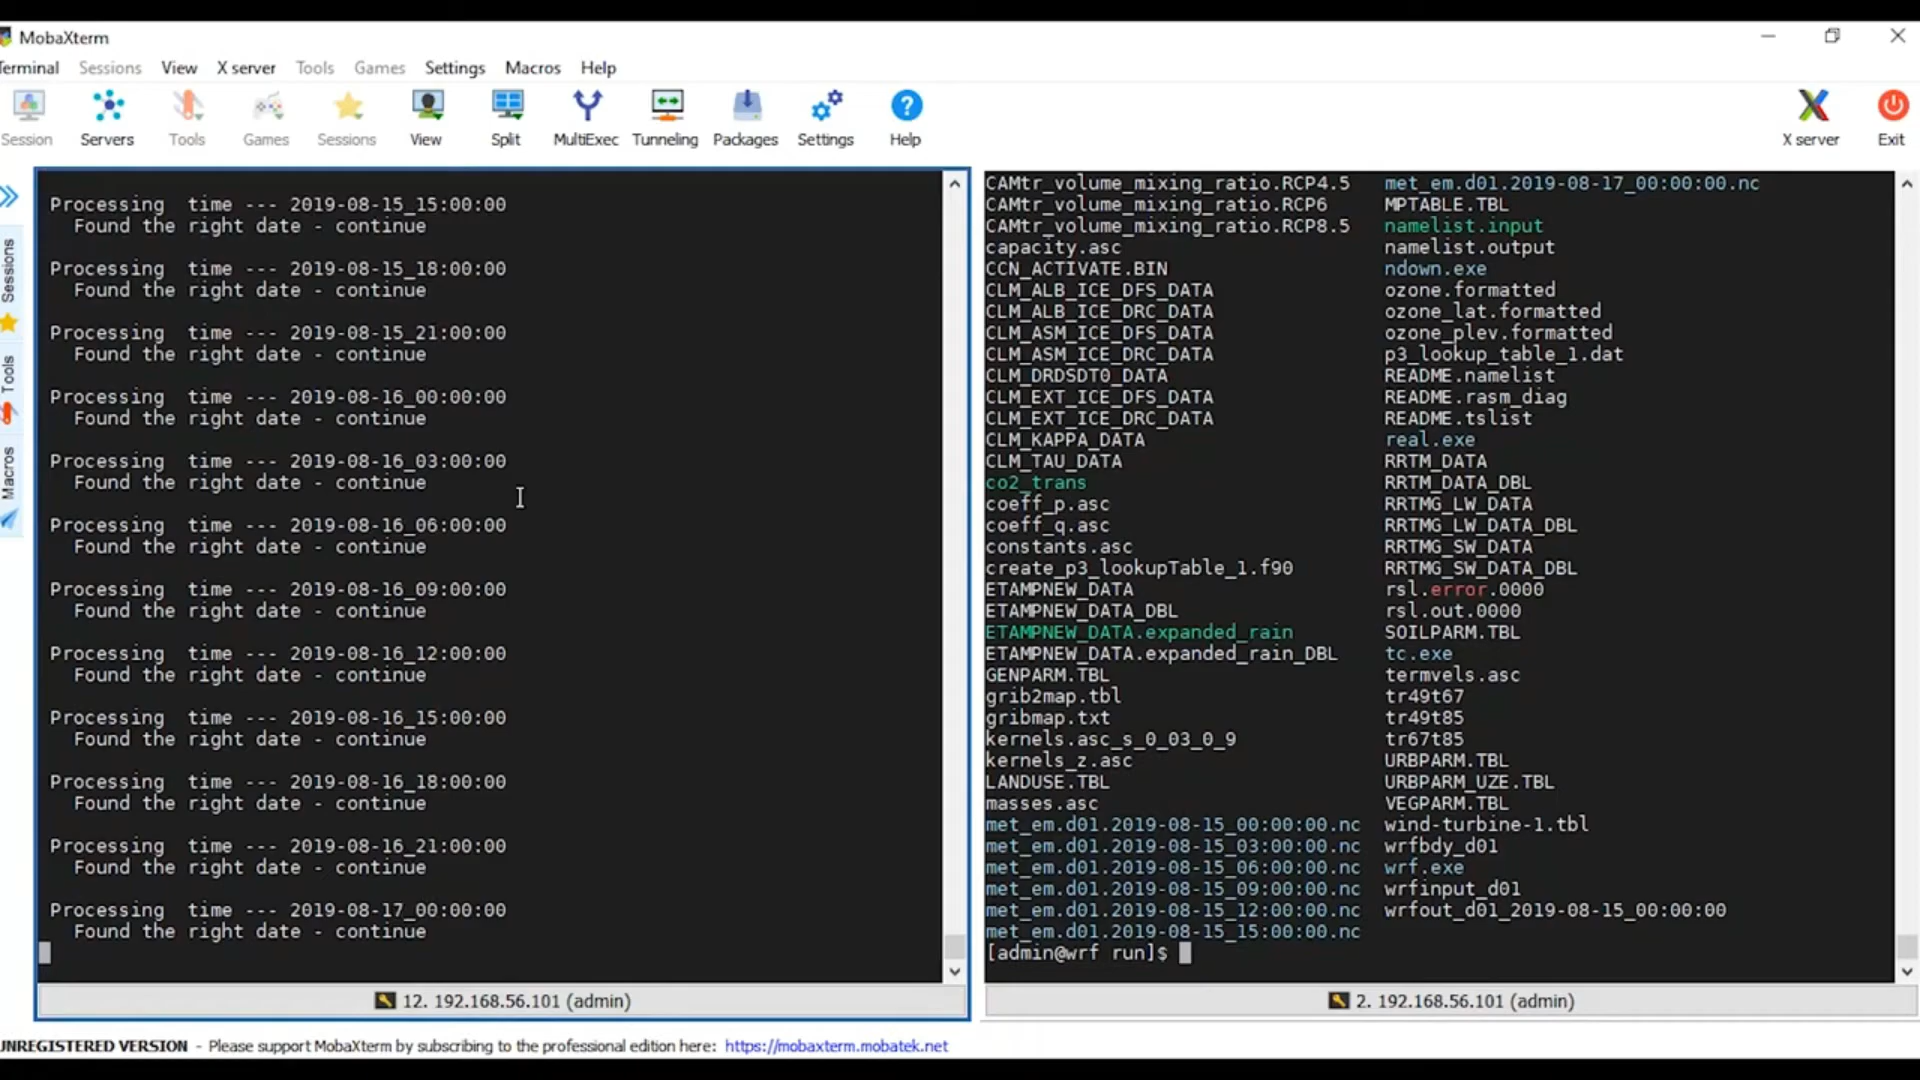 MobaXterm
Terminal Sessions View X server Tools Games Settings Macros Help
Session Servers Tools Games Sessions View Split MultiExec Tunneling Packages Settings Help X server Exit
Sessions
Tools
Macros
Processing time --- 2019-08-15_15:00:00
Found the right date - continue
Processing time --- 2019-08-15_18:00:00
Found the right date - continue
Processing time --- 2019-08-15_21:00:00
Found the right date - continue
Processing time --- 2019-08-16_00:00:00
Found the right date - continue
Processing time --- 2019-08-16_03:00:00
Found the right date - continue
Processing time --- 2019-08-16_06:00:00
Found the right date - continue
Processing time --- 2019-08-16_09:00:00
Found the right date - continue
Processing time --- 2019-08-16_12:00:00
Found the right date - continue
Processing time --- 2019-08-16_15:00:00
Found the right date - continue
Processing time --- 2019-08-16_18:00:00
Found the right date - continue
Processing time --- 2019-08-16_21:00:00
Found the right date - continue
Processing time --- 2019-08-17_00:00:00
Found the right date - continue
12. 192.168.56.101 (admin)
CAMtr_volume_mixing_ratio.RCP4.5 met_em.d01.2019-08-17_00:00:00.nc
CAMtr_volume_mixing_ratio.RCP6 MPTABLE.TBL
CAMtr_volume_mixing_ratio.RCP8.5 namelist.input
capacity.asc namelist.output
CCN_ACTIVATE.BIN ndown.exe
CLM_ALB_ICE_DFS_DATA ozone.formatted
CLM_ALB_ICE_DRC_DATA ozone_lat.formatted
CLM_ASM_ICE_DFS_DATA ozone_plev.formatted
CLM_ASM_ICE_DRC_DATA p3_lookup_table_1.dat
CLM_DRDSDT0_DATA README.namelist
CLM_EXT_ICE_DFS_DATA README.rasm_diag
CLM_EXT_ICE_DRC_DATA README.tslist
CLM_KAPPA_DATA real.exe
CLM_TAU_DATA RRTM_DATA
co2_trans RRTM_DATA_DBL
coeff_p.asc RRTMG_LW_DATA
coeff_q.asc RRTMG_LW_DATA_DBL
constants.asc RRTMG_SW_DATA
create_p3_lookupTable_1.f90 RRTMG_SW_DATA_DBL
ETAMPNEW_DATA rsl.error.0000
ETAMPNEW_DATA_DBL rsl.out.0000
ETAMPNEW_DATA.expanded_rain SOILPARM.TBL
ETAMPNEW_DATA.expanded_rain_DBL tc.exe
GENPARM.TBL termvels.asc
grib2map.tbl tr49t67
gribmap.txt tr49t85
kernels.asc_s_0_03_0_9 tr67t85
kernels_z.asc URBPARM.TBL
LANDUSE.TBL URBPARM_UZE.TBL
masses.asc VEGPARM.TBL
met_em.d01.2019-08-15_00:00:00.nc wind-turbine-1.tbl
met_em.d01.2019-08-15_03:00:00.nc wrfbdy_d01
met_em.d01.2019-08-15_06:00:00.nc wrf.exe
met_em.d01.2019-08-15_09:00:00.nc wrfinput_d01
met_em.d01.2019-08-15_12:00:00.nc wrfout_d01_2019-08-15_00:00:00
met_em.d01.2019-08-15_15:00:00.nc
[admin@wrf run]$
2. 192.168.56.101 (admin)
UNREGISTERED VERSION - Please support MobaXterm by subscribing to the professional edition here: https://mobaxterm.mobatek.net